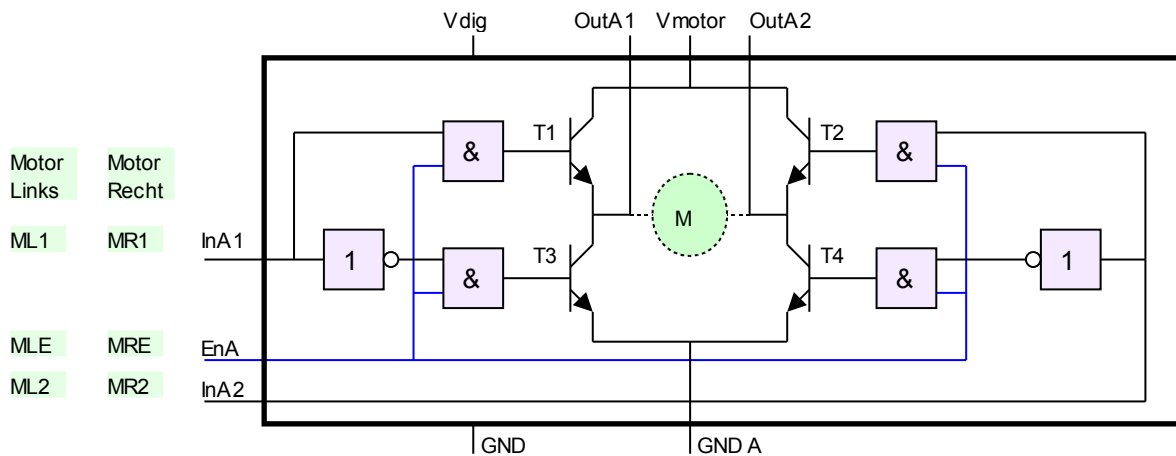 Vdig OutA1 Vmotor OutA2
T1 T2
& &
Motor Motor
Links Recht
M
ML1 MR1 InA1
T3 T4
1 & & 1
MLE MRE EnA
ML2 MR2 InA2
GND GND A